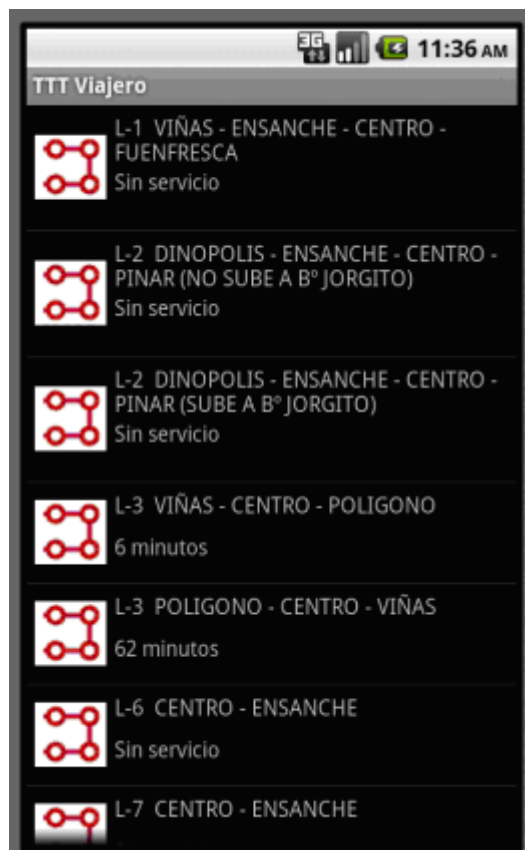 3G
11:36 AM
TTT Viajero
L-1 VIÑAS - ENSANCHE - CENTRO -
FUENFRESCA
Sin servicio
L-2 DINOPOLIS - ENSANCHE - CENTRO -
PINAR (NO SUBE A Bº JORGITO)
Sin servicio
L-2 DINOPOLIS - ENSANCHE - CENTRO -
PINAR (SUBE A Bº JORGITO)
Sin servicio
L-3 VIÑAS - CENTRO - POLIGONO
6 minutos
L-3 POLIGONO - CENTRO - VIÑAS
62 minutos
L-6 CENTRO - ENSANCHE
Sin servicio
L-7 CENTRO - ENSANCHE